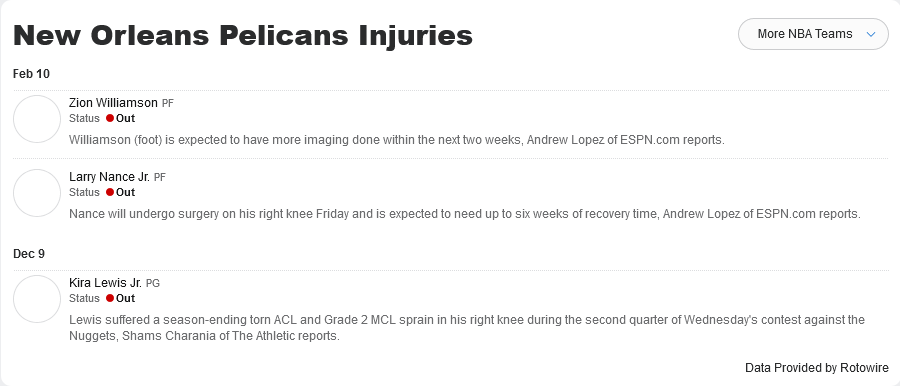 New Orleans Pelicans Injuries
More NBA Teams
Feb 10
Zion Williamson PF
Status Out
Williamson (foot) is expected to have more imaging done within the next two weeks, Andrew Lopez of ESPN.com reports.
Larry Nance Jr. PF
Status Out
Nance will undergo surgery on his right knee Friday and is expected to need up to six weeks of recovery time, Andrew Lopez of ESPN.com reports.
Dec 9
Kira Lewis Jr. PG
Status Out
Lewis suffered a season-ending torn ACL and Grade 2 MCL sprain in his right knee during the second quarter of Wednesday's contest against the
Nuggets, Shams Charania of The Athletic reports.
Data Provided by Rotowire